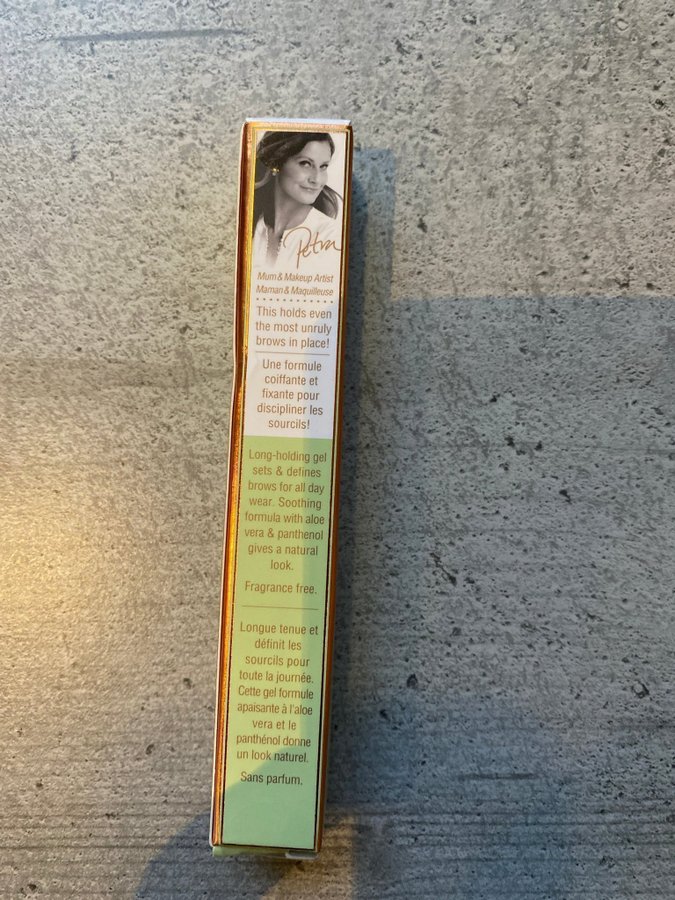 Petra
Mum & Makeup Artist
Maman & Maquilleuse
This holds even
the most unruly
brows in place!
Une formule
coiffante et
fixante pour
discipliner les
sourcils!
Long-holding gel
sets & defines
brows for all day
wear. Soothing
formula with aloe
vera & panthenol
gives a natural
look.
Fragrance free.
Longue tenue et
définit les
sourcils pour
toute la journée.
Cette gel formule
apaisante à l'aloe
vera et le
panthénol donne
un look naturel.
Sans parfum.